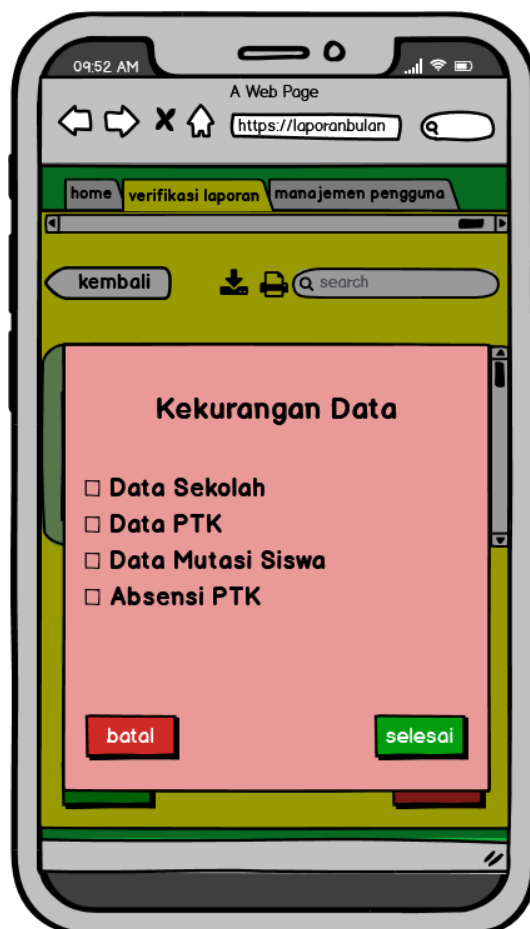 09:52 AM
A Web Page
https://laporanbulan
home verifikasi laporan manajemen pengguna
kembali search
Kekurangan Data
Data Sekolah
Data PTK
Data Mutasi Siswa
Absensi PTK
batal selesai